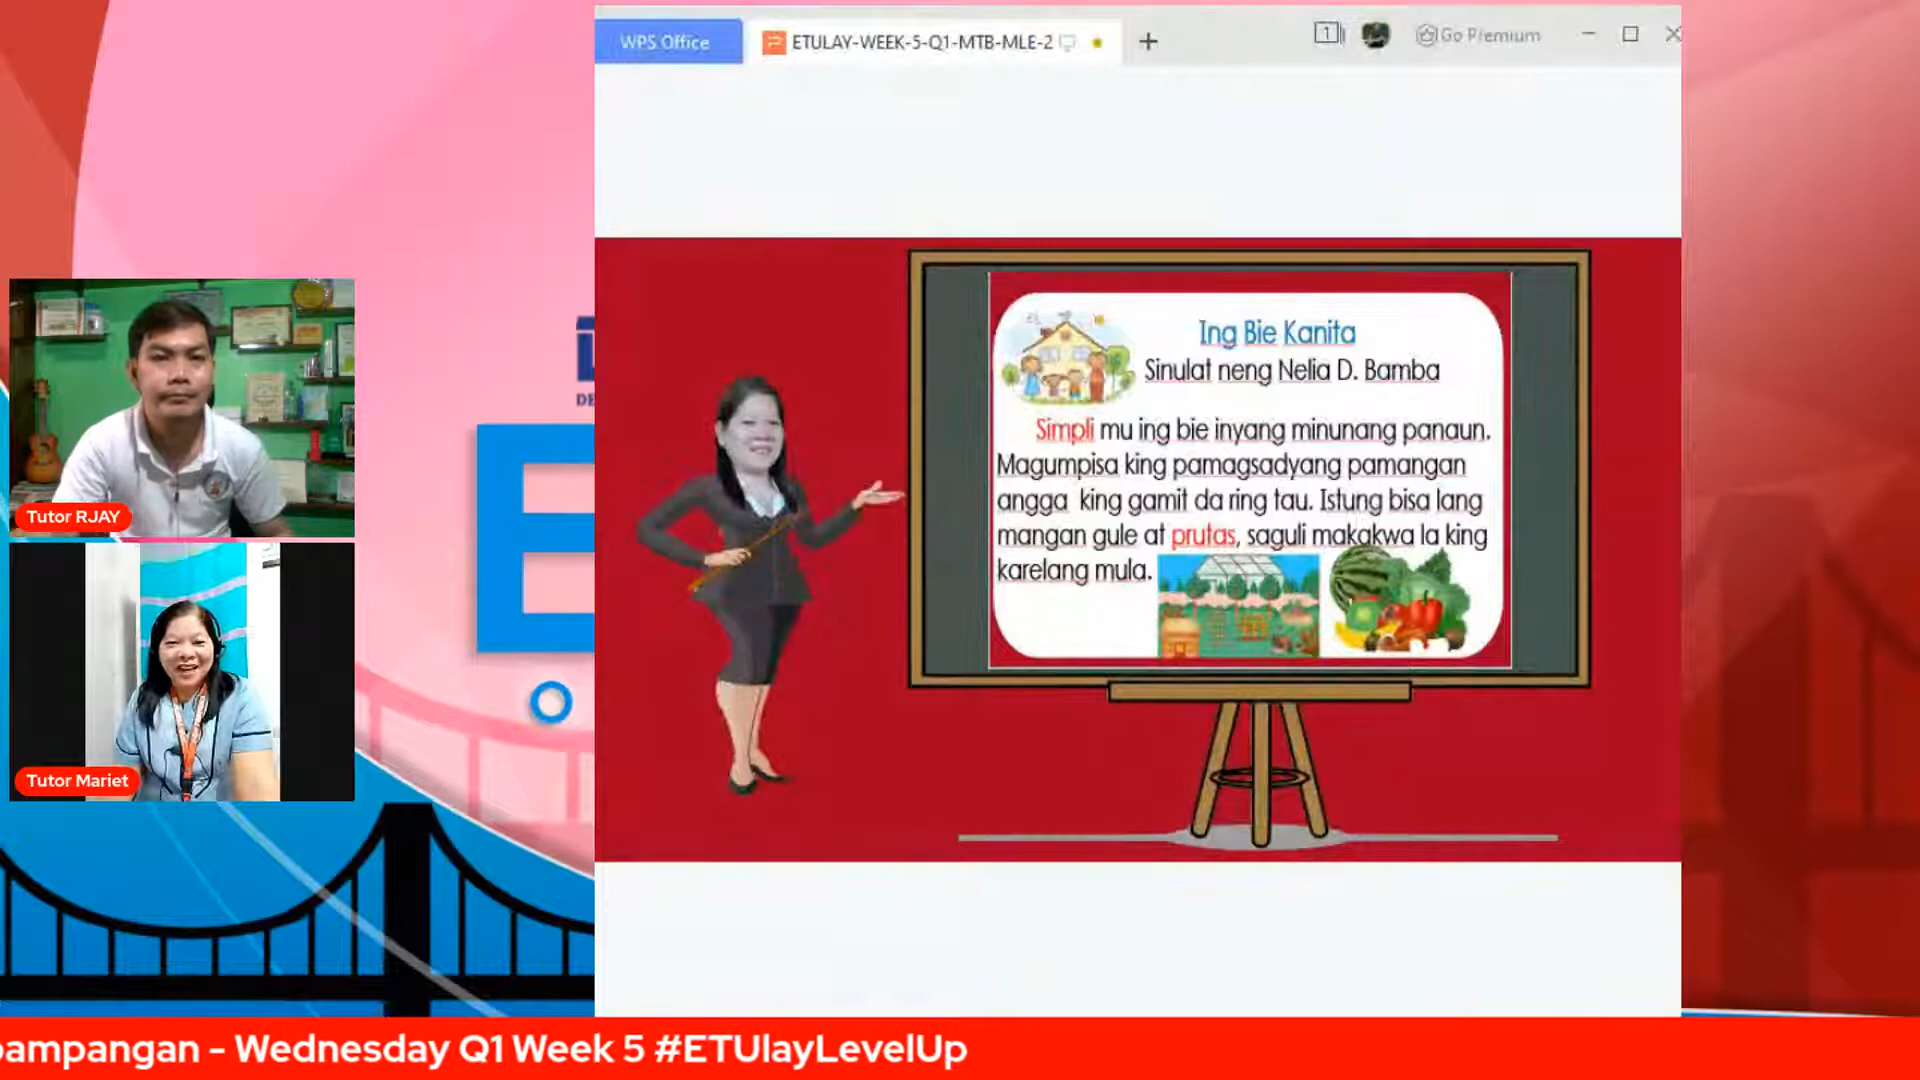 WPS Office
ETULAY-WEEK-5-Q1-MTB-MLE-2
1
Go Premium
Ing Bie Kanita
Sinulat neng Nelia D. Bamba
Simpli mu ing bie inyang minunang panaun.
Magumpisa king pamagsadyang pamangan
angga king gamit da ring tau. Istung bisa lang
mangan gule at prutas, saguli makakwa la king
karelang mula.
Tutor RJAY
Tutor Mariet
DE
E
pampangan - Wednesday Q1 Week 5 #ETUlayLevelUp